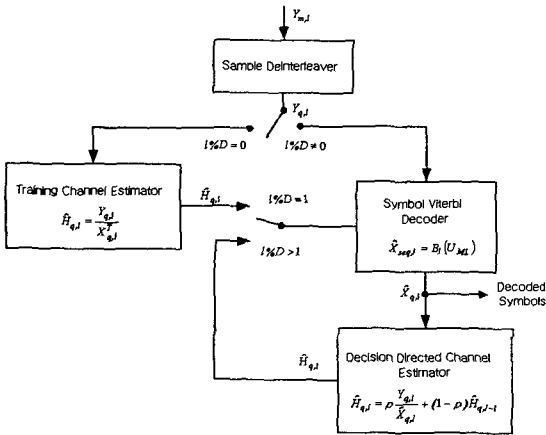 Y_{m,l}
Sample DeInterleaver
Y_{q,l}
l%D = 0
l%D ≠ 0
Training Channel Estimator
Ĥ_{q,l} = Y_{q,l} / X^T_{q,l}
Ĥ_{q,l}
l%D = 1
l%D > 1
Symbol Viterbi
Decoder
X̂_{seq,l} = B_l(U_{ML})
X̂_{q,l}
Decoded
Symbols
Ĥ_{q,l}
Decision Directed Channel
Estimator
Ĥ_{q,l} = ρ Y_{q,l} / X̂_{q,l} + (1 − ρ)Ĥ_{q,l−1}